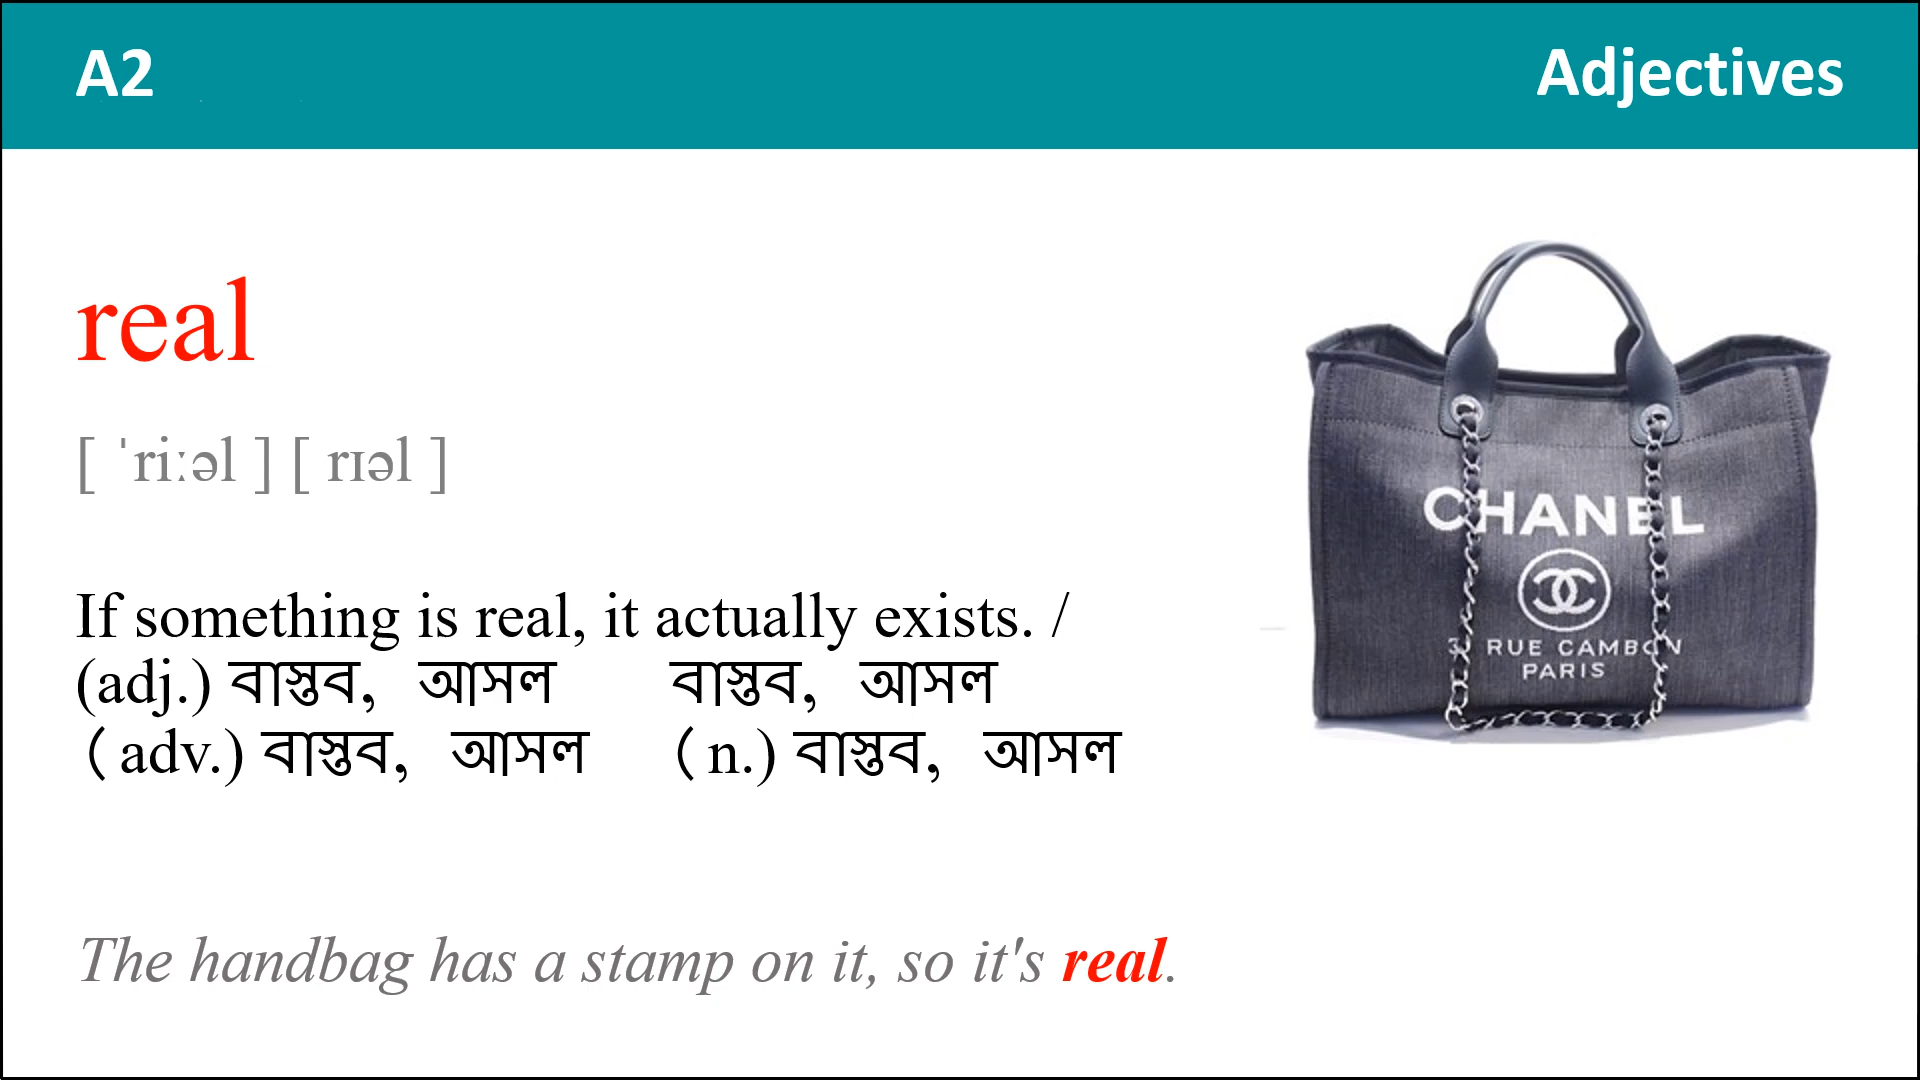 A2
Adjectives
real
[ ˈriːəl ] [ rɪəl ]
If something is real, it actually exists. /
(adj.) বাস্তব, আসল বাস্তব, আসল
( adv.) বাস্তব, আসল ( n.) বাস্তব, আসল
The handbag has a stamp on it, so it's real.
CHANEL
31 RUE CAMBON
PARIS